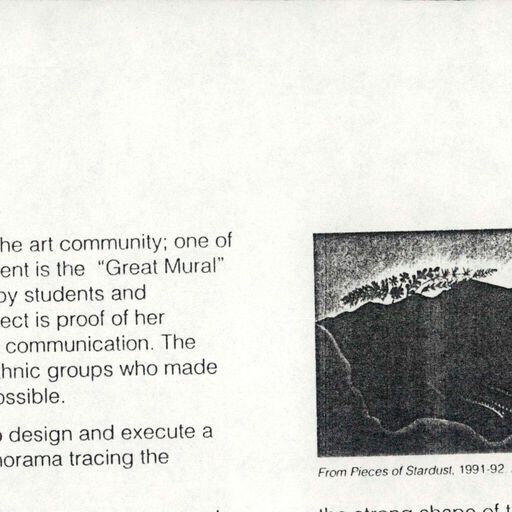 he art community; one of
ent is the "Great Mural"
by students and
ect is proof of her
communication. The
hnic groups who made
ossible.
design and execute a
norama tracing the
From Pieces of Stardust, 1991-92.
the strong shape of